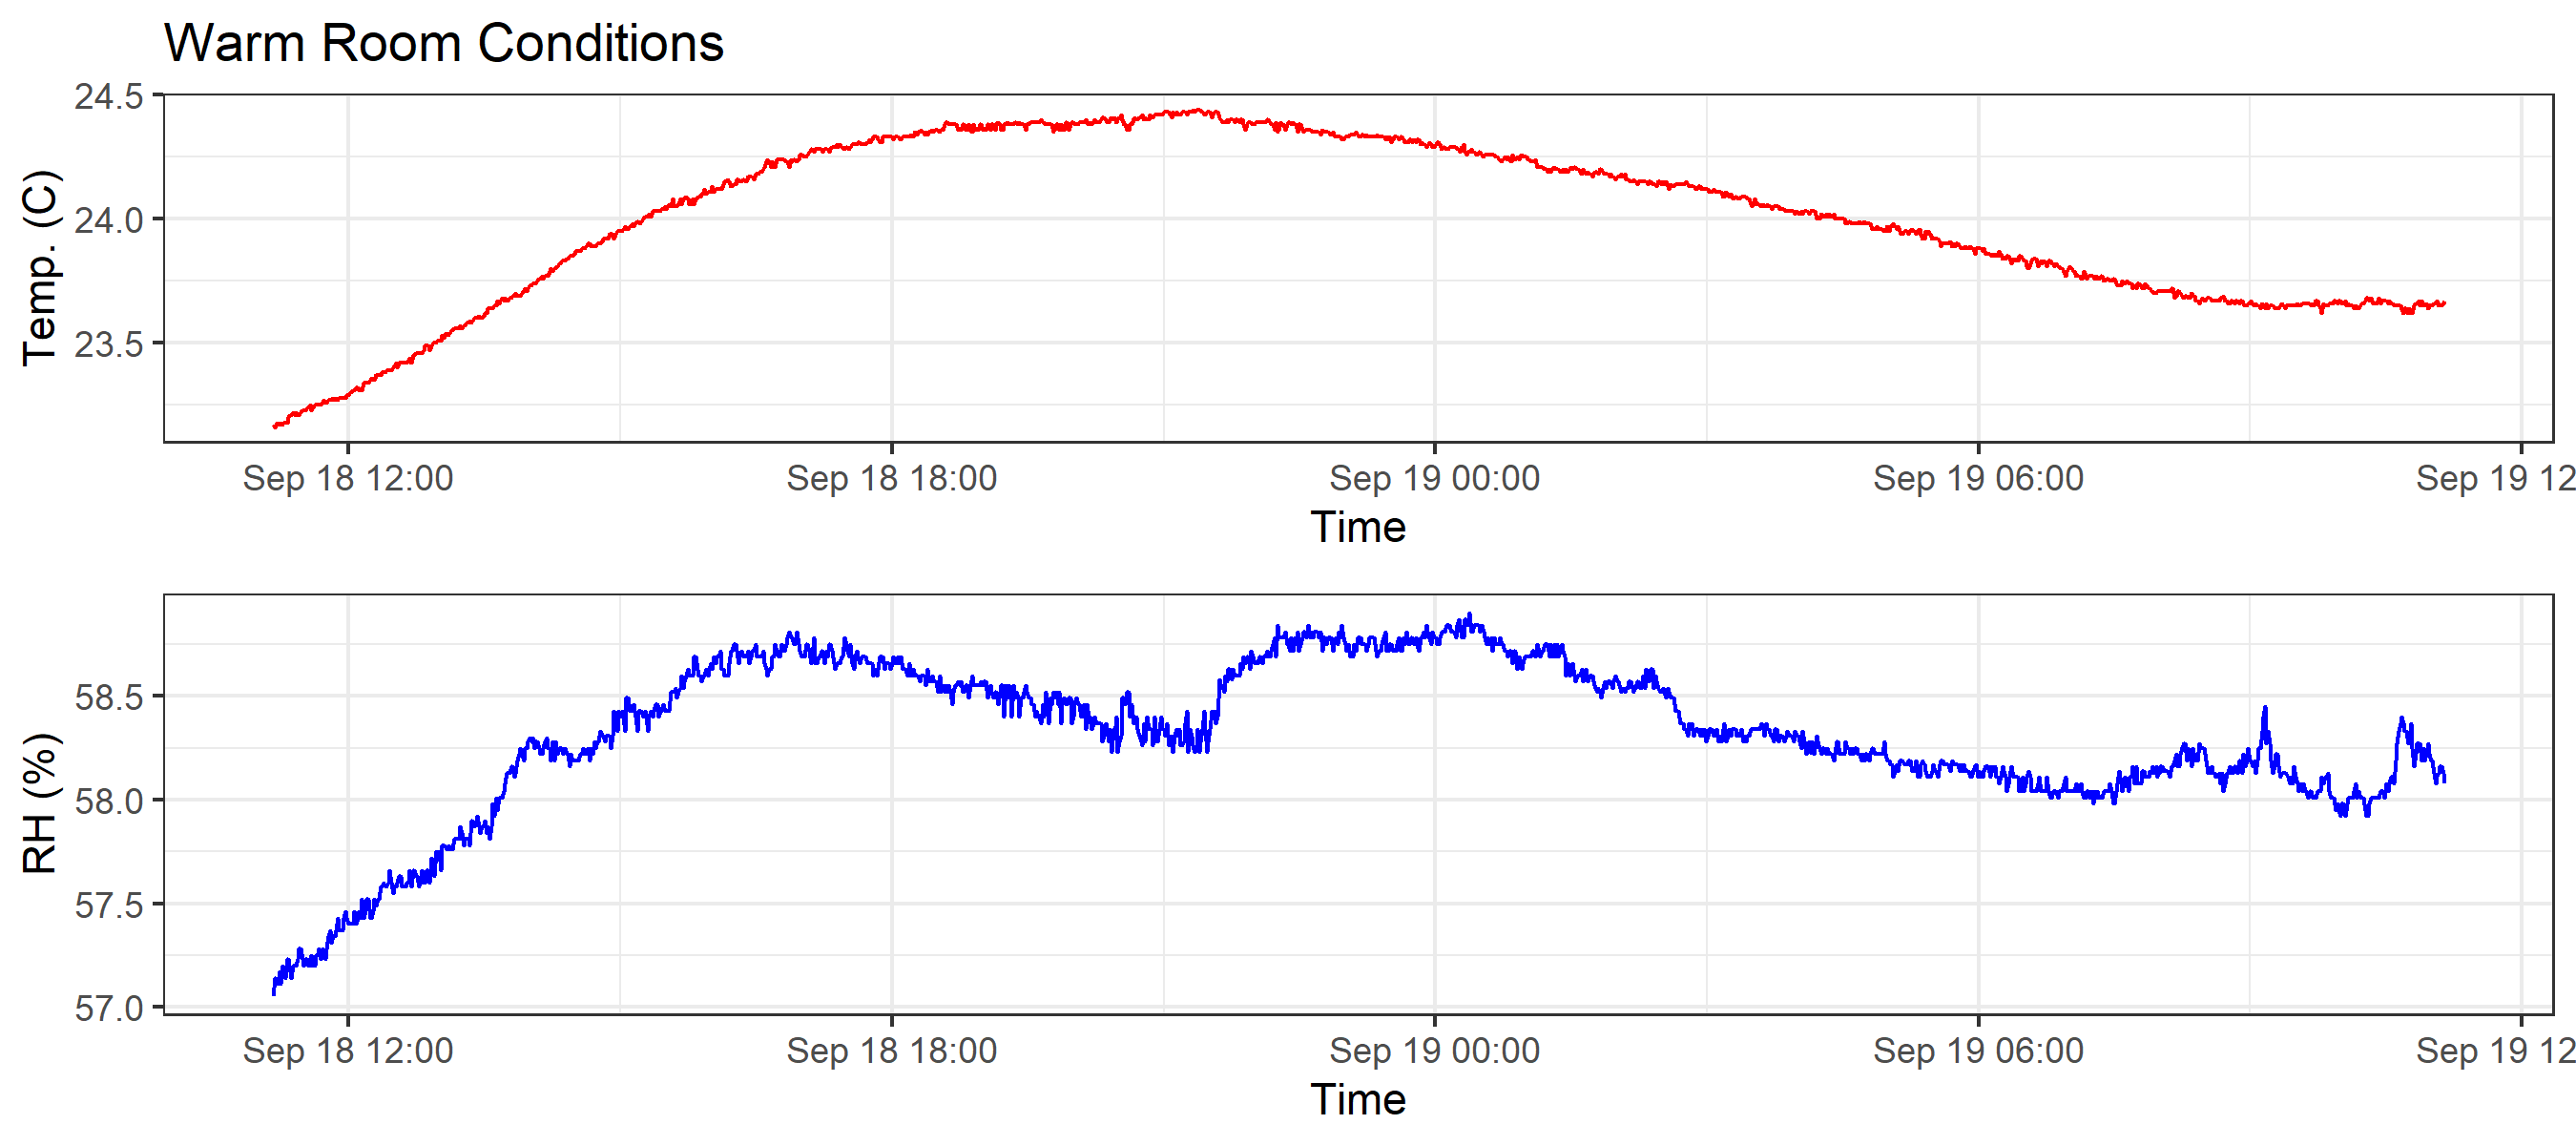 Warm Room Conditions
24.5
24.0
23.5
Temp. (C)
Sep 18 12:00 Sep 18 18:00 Sep 19 00:00 Sep 19 06:00 Sep 19 12
Time
58.5
58.0
57.5
57.0
RH (%)
Sep 18 12:00 Sep 18 18:00 Sep 19 00:00 Sep 19 06:00 Sep 19 12
Time